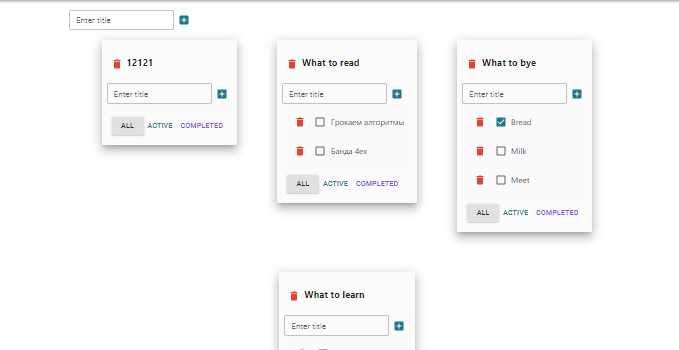 Enter title
12121
Enter title
ALL ACTIVE COMPLETED
What to read
Enter title
Грокаем алгоритмы
Банда 4ех
ALL ACTIVE COMPLETED
What to bye
Enter title
Bread
Milk
Meet
ALL ACTIVE COMPLETED
What to learn
Enter title